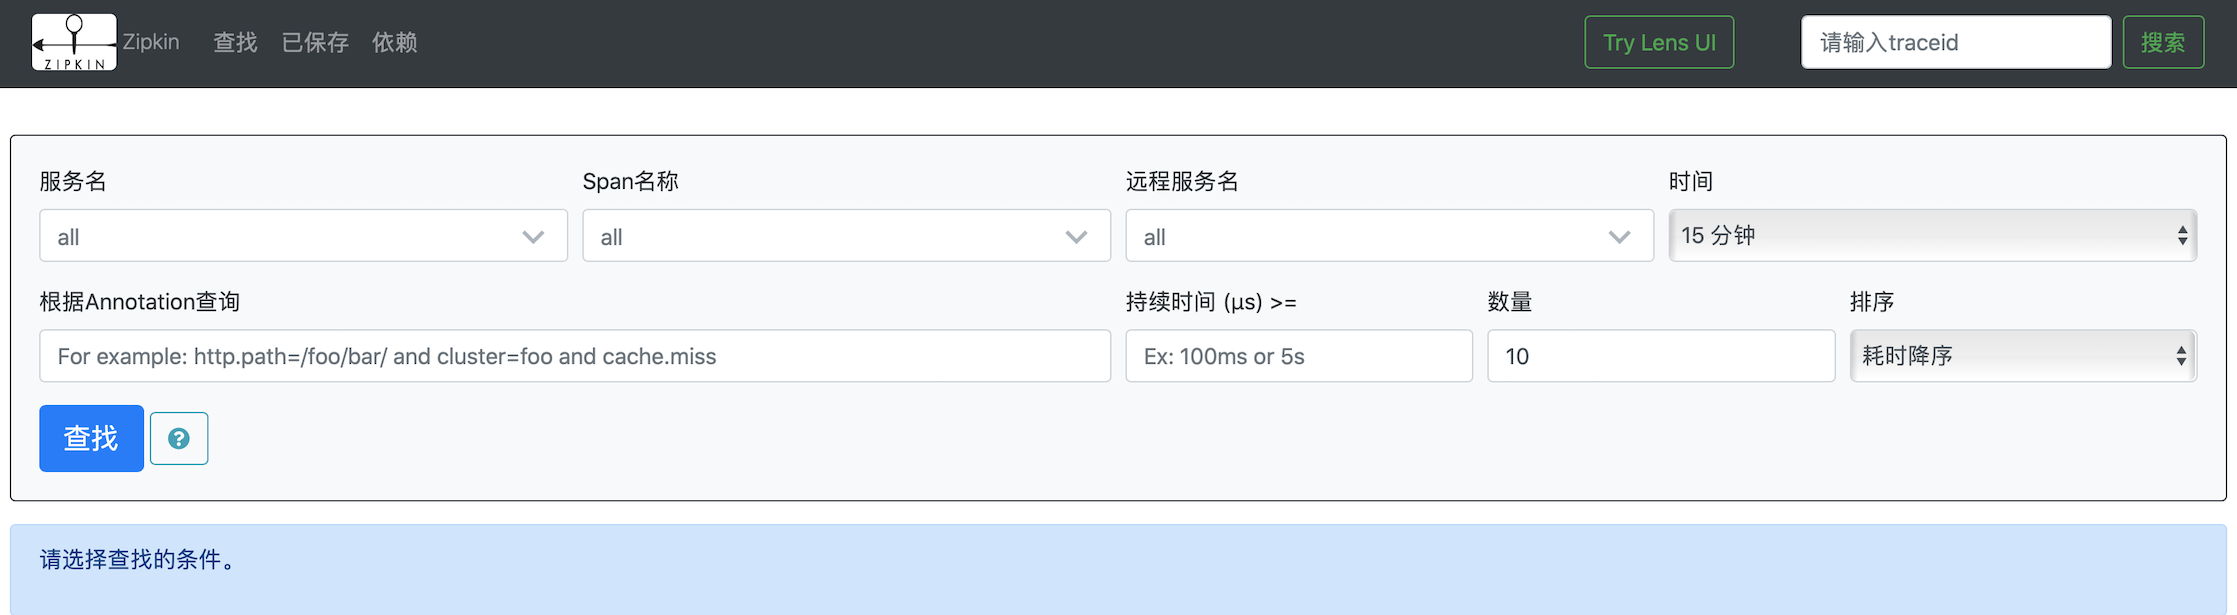 ZIPKIN
Zipkin 查找 已保存 依赖 Try Lens UI 请输入traceid 搜索
服务名 Span名称 远程服务名 时间
all all all 15 分钟
根据Annotation查询 持续时间 (μs) >= 数量 排序
For example: http.path=/foo/bar/ and cluster=foo and cache.miss Ex: 100ms or 5s 10 耗时降序
查找 ?
请选择查找的条件。